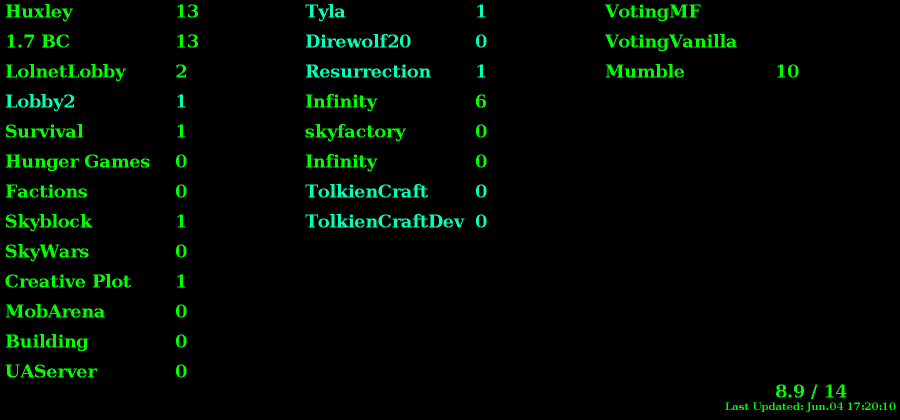 Huxley 13 Tyla 1 VotingMF
1.7 BC 13 Direwolf20 0 VotingVanilla
LolnetLobby 2 Resurrection 1 Mumble 10
Lobby2 1 Infinity 6
Survival 1 skyfactory 0
Hunger Games 0 Infinity 0
Factions 0 TolkienCraft 0
Skyblock 1 TolkienCraftDev 0
SkyWars 0
Creative Plot 1
MobArena 0
Building 0
UAServer 0
8.9 / 14
Last Updated: Jun.04 17:20:10